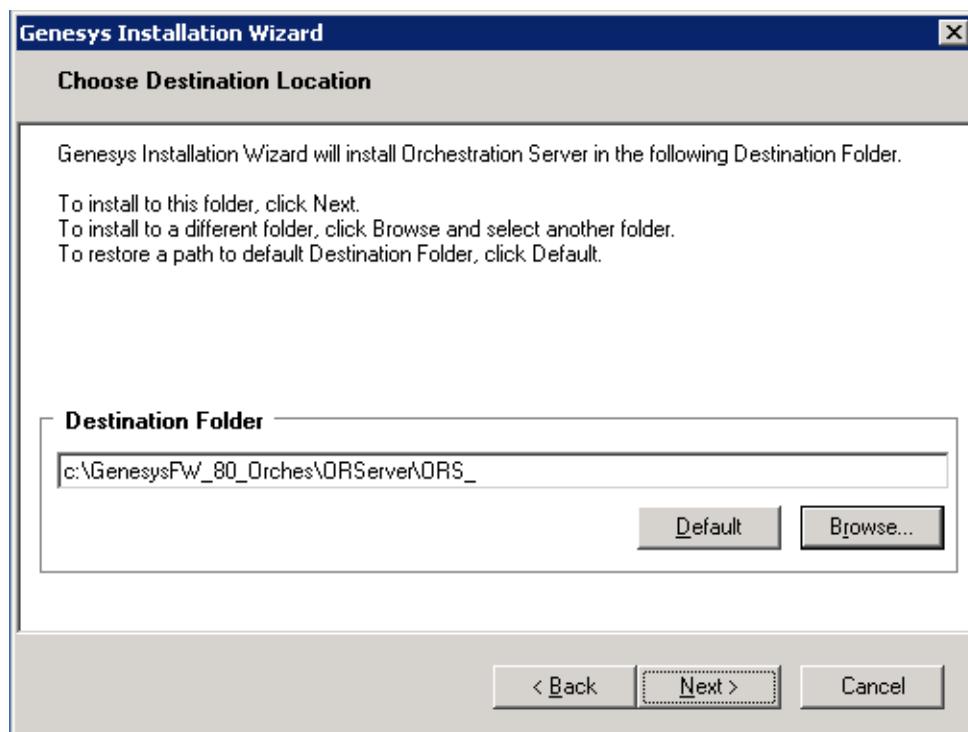 Genesys Installation Wizard
Choose Destination Location
Genesys Installation Wizard will install Orchestration Server in the following Destination Folder.
To install to this folder, click Next.
To install to a different folder, click Browse and select another folder.
To restore a path to default Destination Folder, click Default.
Destination Folder
c:\GenesysFW_80_Orches\ORServer\ORS_
Default
Browse...
< Back
Next >
Cancel